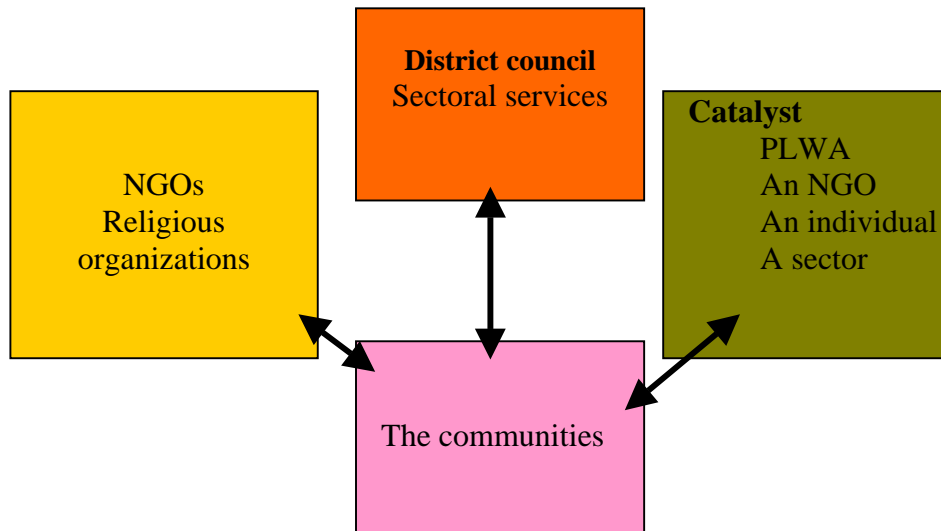 District council
Sectoral services
NGOs
Religious
organizations
Catalyst
PLWA
An NGO
An individual
A sector
The communities